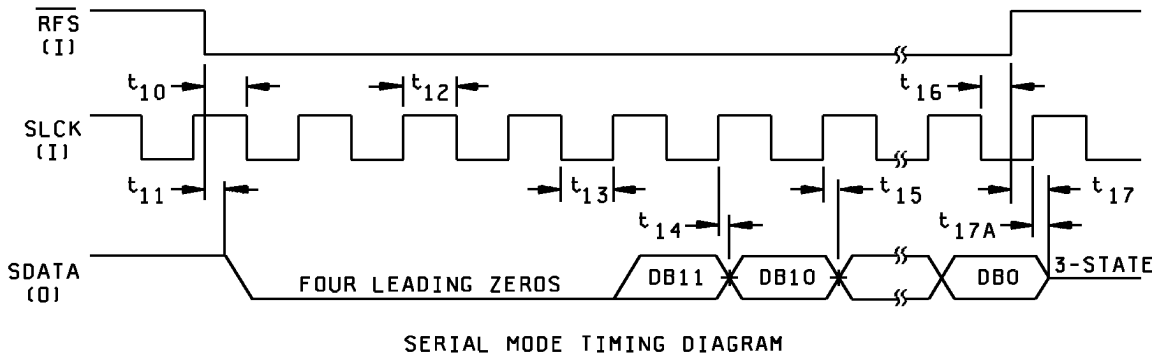 RFS
(I)
t10
t12
t16
SLCK
(I)
t11
t13
t15
t17
t14
t17A
SDATA
(O)
FOUR LEADING ZEROS
DB11
DB10
DB0
3-STATE
SERIAL MODE TIMING DIAGRAM